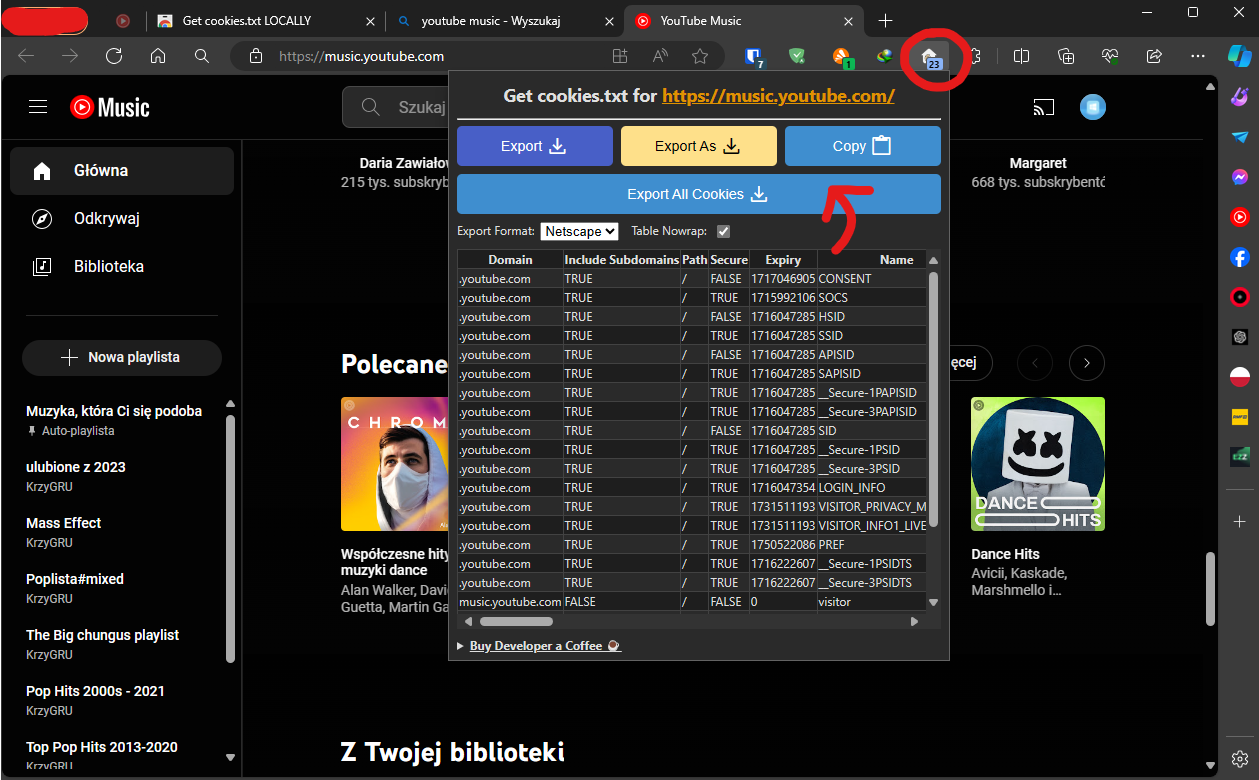 Get cookies.txt LOCALLY
youtube music - Wyszukaj
YouTube Music
https://music.youtube.com
7
1
23
Music
Szukaj
Główna
Odkrywaj
Biblioteka
Nowa playlista
Muzyka, która Ci się podoba
Auto-playlista
ulubione z 2023
KrzyGRU
Mass Effect
KrzyGRU
Poplista#mixed
KrzyGRU
The Big chungus playlist
KrzyGRU
Pop Hits 2000s - 2021
KrzyGRU
Top Pop Hits 2013-2020
KrzyGRU
Daria Zawiałow
215 tys. subskryb
Margaret
668 tys. subskrybentó
Get cookies.txt for https://music.youtube.com/
Export
Export As
Copy
Export All Cookies
Export Format: Netscape Table Nowrap:
Domain Include Subdomains Path Secure Expiry Name
.youtube.com TRUE / FALSE 1717046905 CONSENT
.youtube.com TRUE / TRUE 1715992106 SOCS
.youtube.com TRUE / FALSE 1716047285 HSID
.youtube.com TRUE / TRUE 1716047285 SSID
.youtube.com TRUE / FALSE 1716047285 APISID
.youtube.com TRUE / TRUE 1716047285 SAPISID
.youtube.com TRUE / TRUE 1716047285 __Secure-1PAPISID
.youtube.com TRUE / TRUE 1716047285 __Secure-3PAPISID
.youtube.com TRUE / FALSE 1716047285 SID
.youtube.com TRUE / TRUE 1716047285 __Secure-1PSID
.youtube.com TRUE / TRUE 1716047285 __Secure-3PSID
.youtube.com TRUE / TRUE 1716047354 LOGIN_INFO
.youtube.com TRUE / TRUE 1731511193 VISITOR_PRIVACY_M
.youtube.com TRUE / TRUE 1731511193 VISITOR_INFO1_LIVE
.youtube.com TRUE / TRUE 1750522086 PREF
.youtube.com TRUE / TRUE 1716222607 __Secure-1PSIDTS
.youtube.com TRUE / TRUE 1716222607 __Secure-3PSIDTS
music.youtube.com FALSE / FALSE 0 visitor
Buy Developer a Coffee
Polecane
ęcej
CHROM
Współczesne hity
muzyki dance
Alan Walker, David
Guetta, Martin Ga
DANCE
HITS
Dance Hits
Avicii, Kaskade,
Marshmello i…
Z Twojej biblioteki